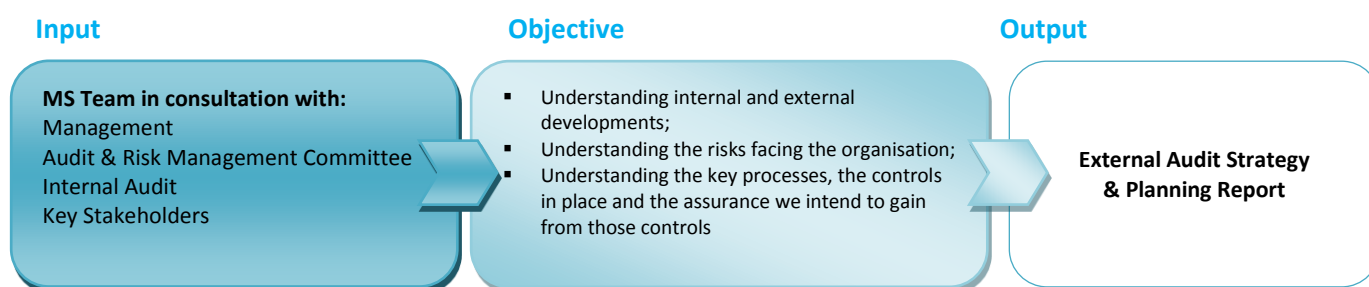 Input
Objective
Output
MS Team in consultation with:
Management
Audit & Risk Management Committee
Internal Audit
Key Stakeholders
▪ Understanding internal and external
developments;
▪ Understanding the risks facing the organisation;
▪ Understanding the key processes, the controls
in place and the assurance we intend to gain
from those controls
External Audit Strategy
& Planning Report